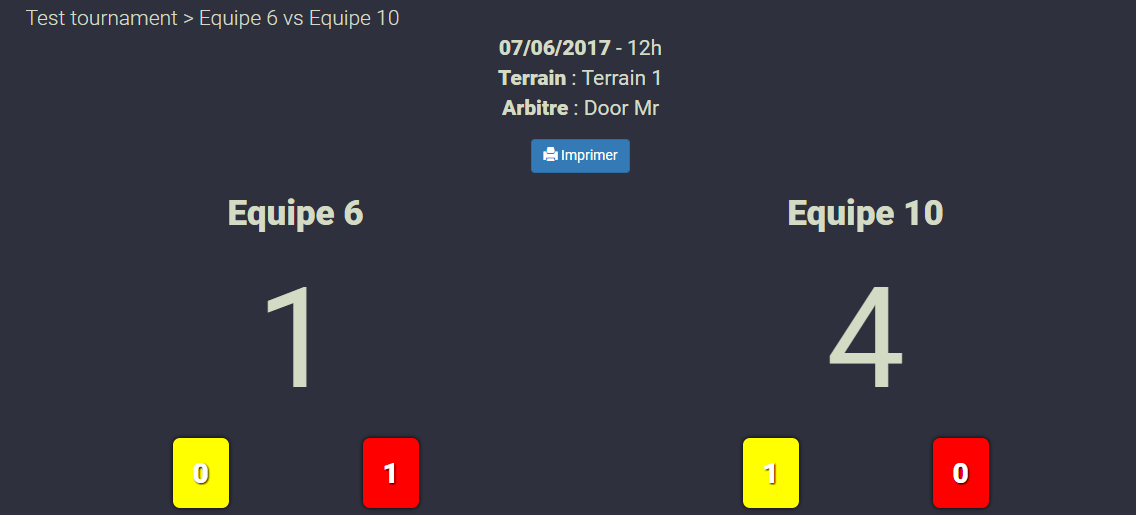 Test tournament > Equipe 6 vs Equipe 10
07/06/2017 - 12h
Terrain : Terrain 1
Arbitre : Door Mr
Imprimer
Equipe 6 Equipe 10
1 4
0 1 1 0